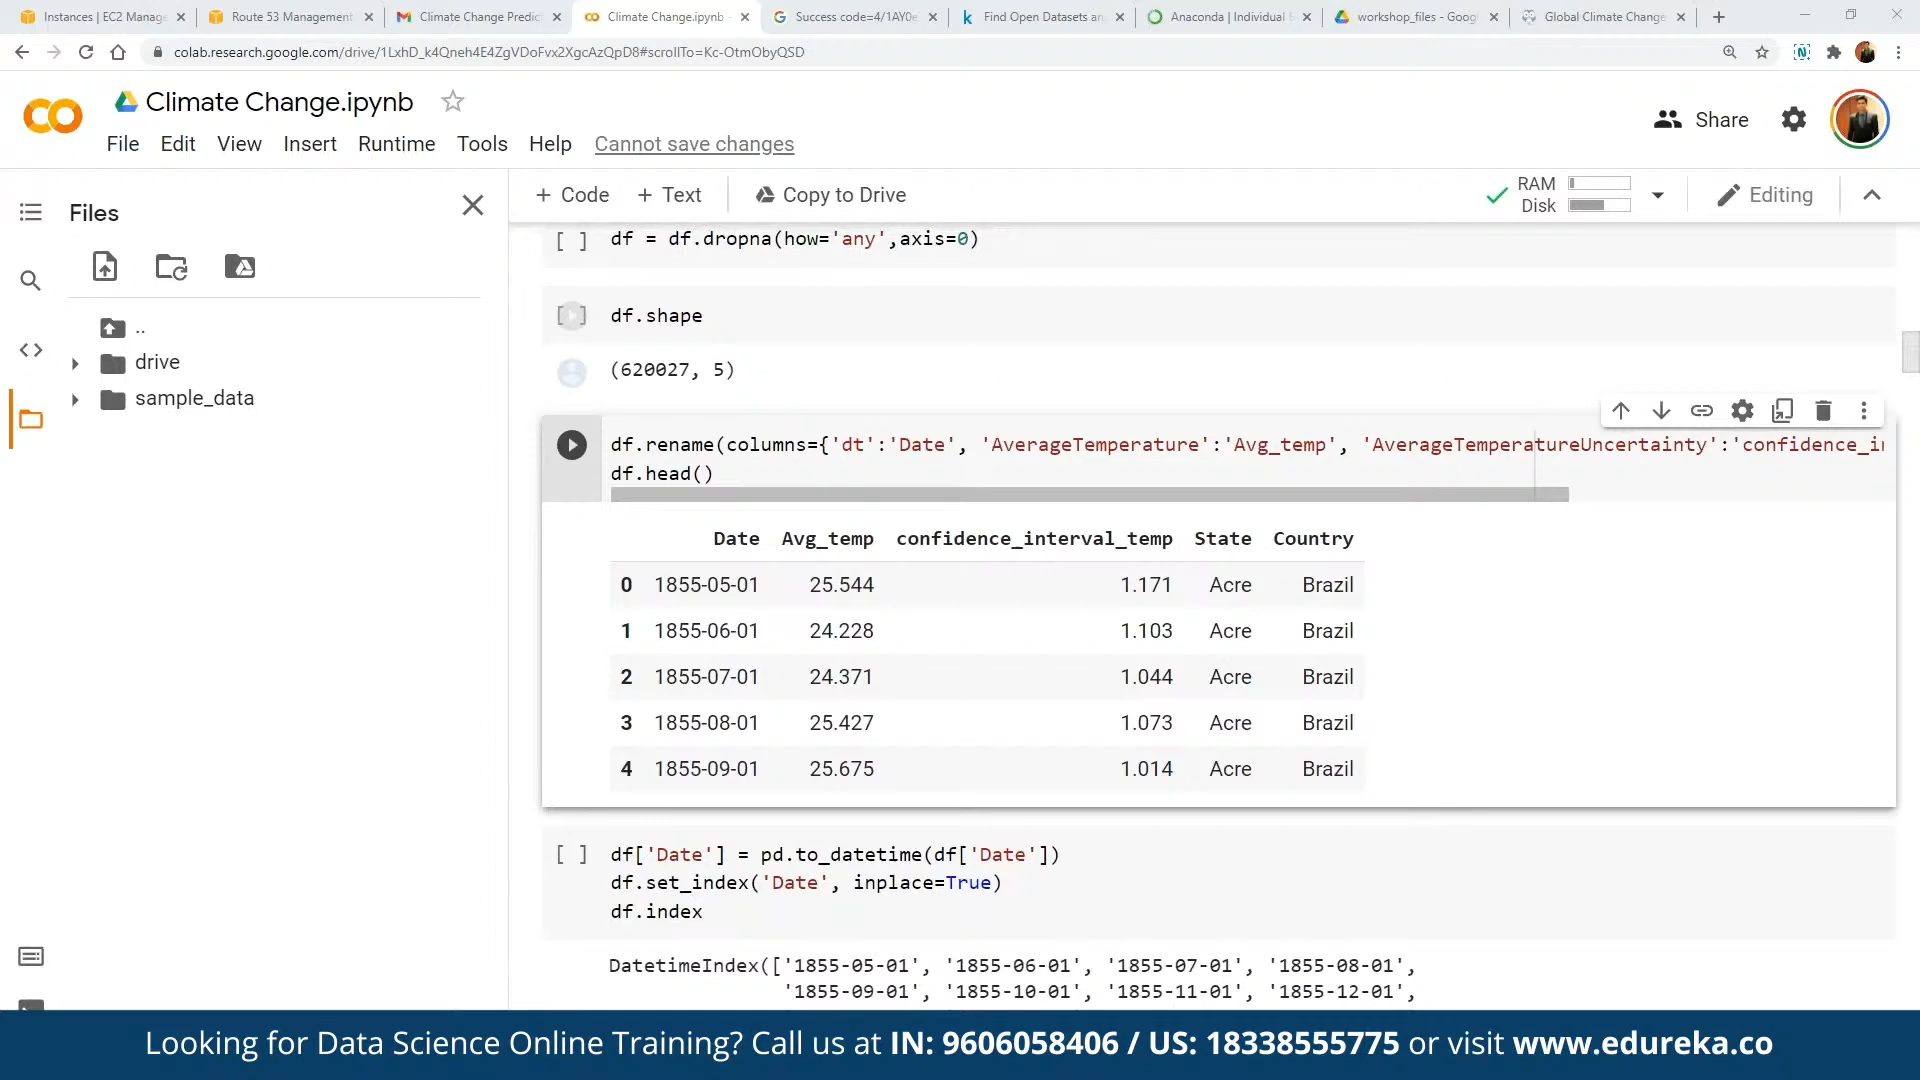 Instances | EC2 Manage
Route 53 Management
Climate Change Predic
Climate Change.ipynb -
Success code=4/1AY0e
Find Open Datasets an
Anaconda | Individual E
workshop_files - Googl
Global Climate Change
colab.research.google.com/drive/1LxhD_k4Qneh4E4ZgVDoFvx2XgcAzQpD8#scrollTo=Kc-OtmObyQSD
Climate Change.ipynb
Share
File Edit View Insert Runtime Tools Help Cannot save changes
Files
+ Code + Text Copy to Drive
RAM
Disk
Editing
..
drive
sample_data
[ ] df = df.dropna(how='any',axis=0)
[ ] df.shape
(620027, 5)
df.rename(columns={'dt':'Date', 'AverageTemperature':'Avg_temp', 'AverageTemperatureUncertainty':'confidence_in
df.head()
Date Avg_temp confidence_interval_temp State Country
0 1855-05-01 25.544 1.171 Acre Brazil
1 1855-06-01 24.228 1.103 Acre Brazil
2 1855-07-01 24.371 1.044 Acre Brazil
3 1855-08-01 25.427 1.073 Acre Brazil
4 1855-09-01 25.675 1.014 Acre Brazil
[ ] df['Date'] = pd.to_datetime(df['Date'])
df.set_index('Date', inplace=True)
df.index
DatetimeIndex(['1855-05-01', '1855-06-01', '1855-07-01', '1855-08-01',
'1855-09-01', '1855-10-01', '1855-11-01', '1855-12-01',
Looking for Data Science Online Training? Call us at IN: 9606058406 / US: 18338555775 or visit www.edureka.co